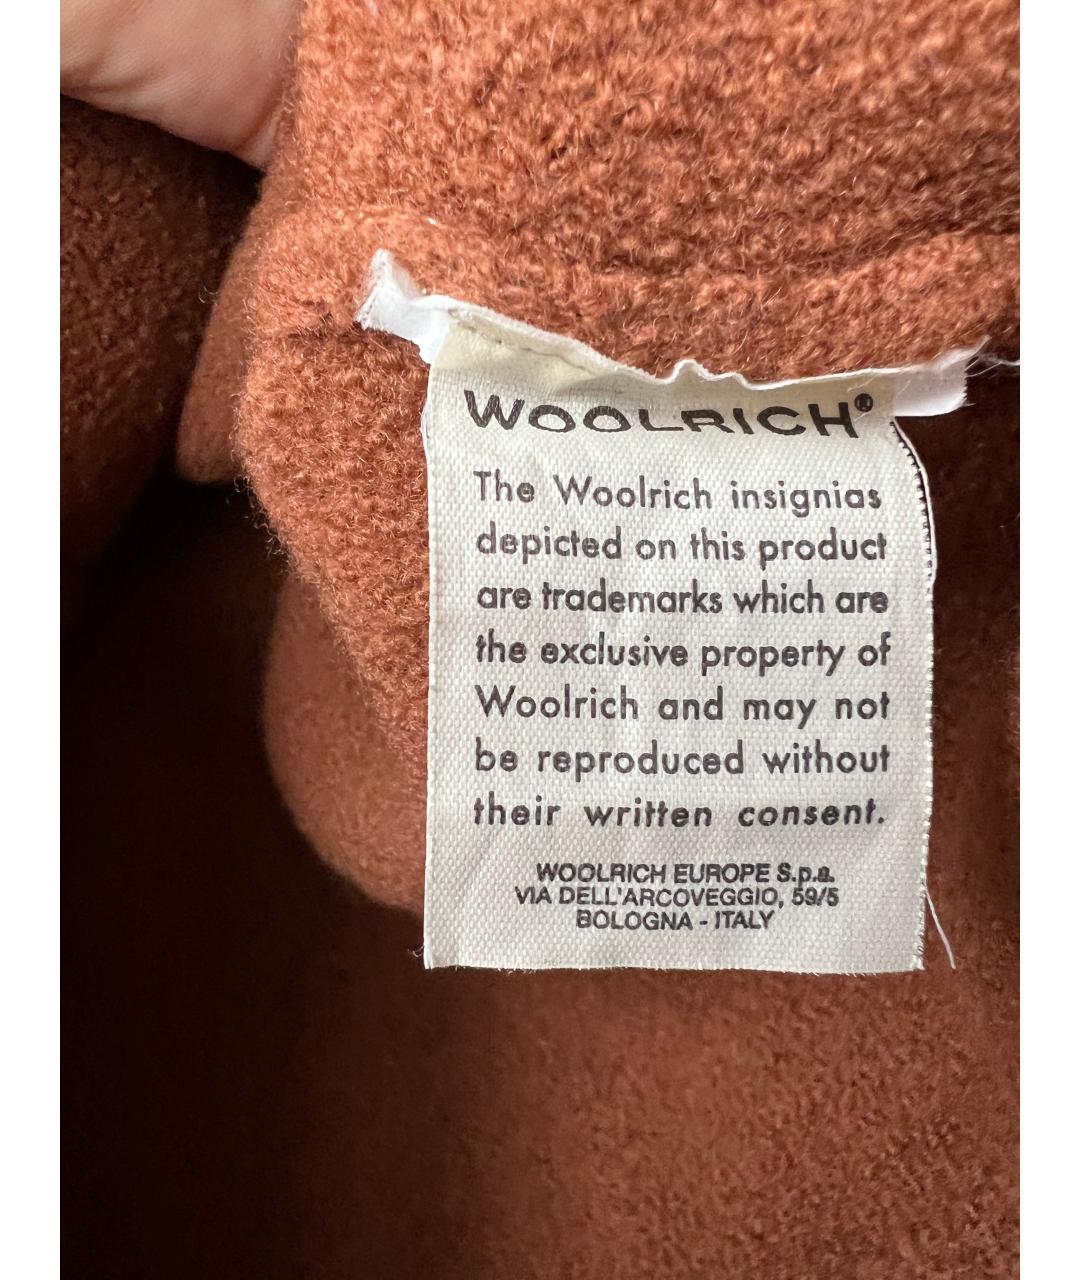 WOOLRICH®
The Woolrich insignias
depicted on this product
are trademarks which are
the exclusive property of
Woolrich and may not
be reproduced without
their written consent.
WOOLRICH EUROPE S.p.a.
VIA DELL'ARCOVEGGIO, 59/5
BOLOGNA - ITALY